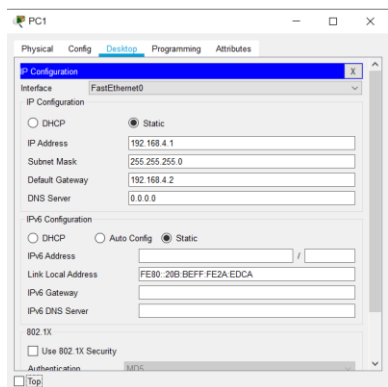 PC1
Physical Config Desktop Programming Attributes
IP Configuration X
Interface FastEthernet0
IP Configuration
DHCP Static
IP Address 192.168.4.1
Subnet Mask 255.255.255.0
Default Gateway 192.168.4.2
DNS Server 0.0.0.0
IPv6 Configuration
DHCP Auto Config Static
IPv6 Address /
Link Local Address FE80::20B:BEFF:FE2A:EDCA
IPv6 Gateway
IPv6 DNS Server
802.1X
Use 802.1X Security
Authentication MD5
Top